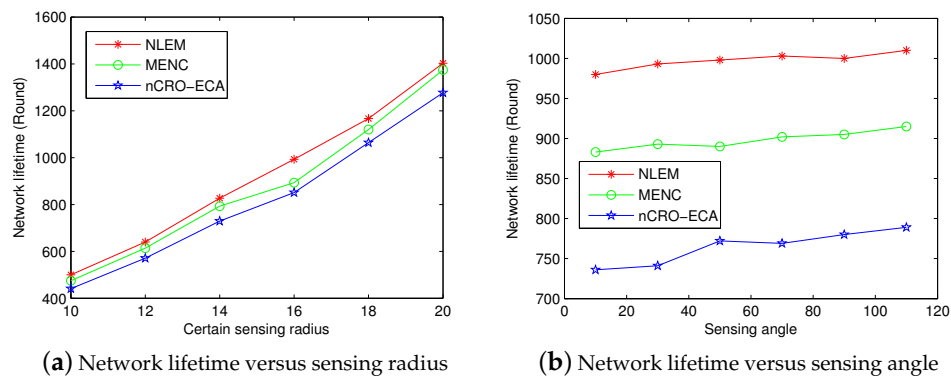 1600
1400
1200
1000
800
600
400
10
12
14
16
18
20
Network lifetime (Round)
Certain sensing radius
NLEM
MENC
nCRO-ECA
(a) Network lifetime versus sensing radius
1050
1000
950
900
850
800
750
700
0
20
40
60
80
100
120
Network lifetime (Round)
Sensing angle
NLEM
MENC
nCRO-ECA
(b) Network lifetime versus sensing angle